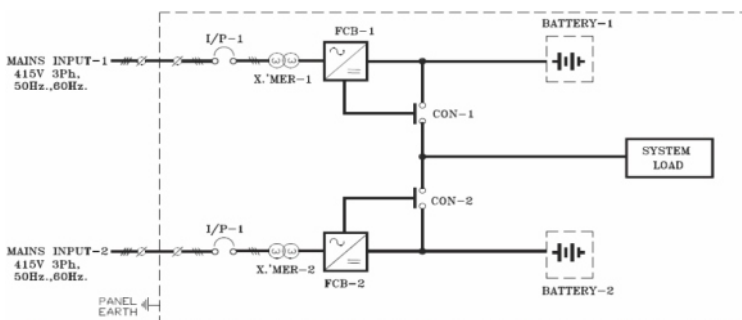 BATTERY-1
I/P-1
FCB-1
MAINS INPUT-1
415V 3Ph,
50Hz.,60Hz.
X.'MER-1
CON-1
SYSTEM
LOAD
CON-2
I/P-1
MAINS INPUT-2
415V 3Ph,
50Hz.,60Hz.
X.'MER-2
FCB-2
BATTERY-2
PANEL
EARTH